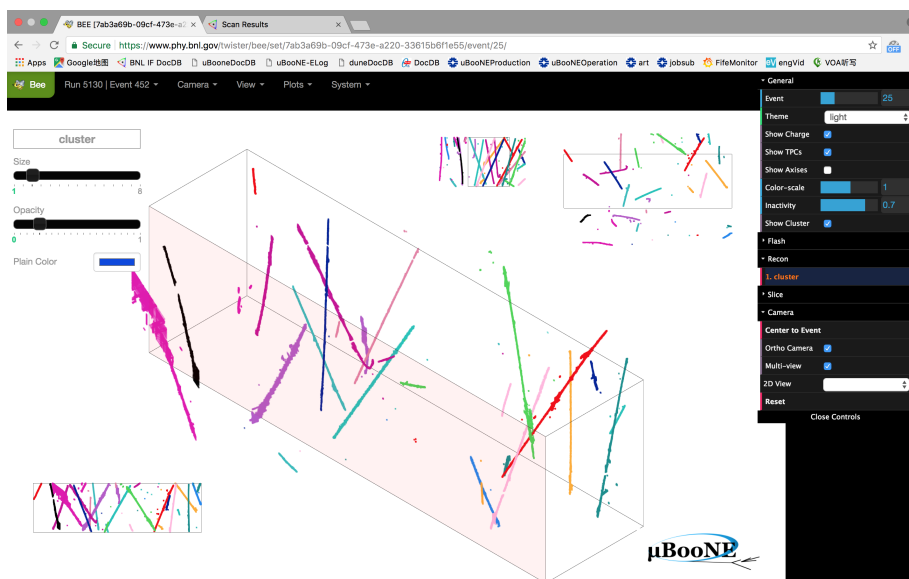 BEE [7ab3a69b-09cf-473e-a2 × Scan Results ×
Secure https://www.phy.bnl.gov/twister/bee/set/7ab3a69b-09cf-473e-a220-33615b6f1e55/event/25/
OFF
Apps Google地图 BNL IF DocDB uBooneDocDB uBooNE-ELog duneDocDB DocDB uBooNEProduction uBooNEOperation art jobsub FifeMonitor engVid VOA听写
Bee Run 5130 | Event 452 Camera View Plots System
General
Event 25
Theme light
Show Charge
Show TPCs
Show Axises
Color-scale 1
Inactivity 0.7
Show Cluster
Flash
Recon
1. cluster
Slice
Camera
Center to Event
Ortho Camera
Multi-view
2D View
Reset
Close Controls
cluster
Size
1 8
Opacity
0 1
Plain Color
μBooNE